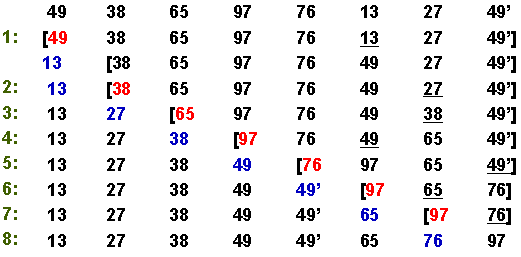 49 38 65 97 76 13 27 49’
1: [49 38 65 97 76 13 27 49’]
13 [38 65 97 76 49 27 49’]
2: 13 [38 65 97 76 49 27 49’]
3: 13 27 [65 97 76 49 38 49’]
4: 13 27 38 [97 76 49 65 49’]
5: 13 27 38 49 [76 97 65 49’]
6: 13 27 38 49 49’ [97 65 76]
7: 13 27 38 49 49’ 65 [97 76]
8: 13 27 38 49 49’ 65 76 97